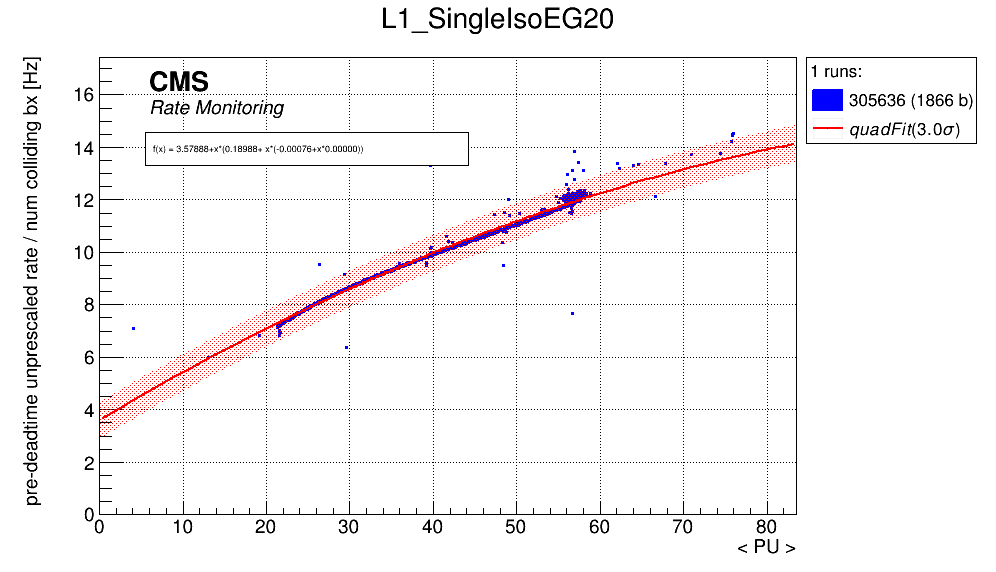 L1_SingleIsoEG20
pre-deadtime unprescaled rate / num colliding bx [Hz]
CMS
Rate Monitoring
f(x) = 3.57888+x*(0.18988+ x*(-0.00076+x*0.00000))
1 runs:
305636 (1866 b)
quadFit(3.0σ)
16
14
12
10
8
6
4
2
0
0 10 20 30 40 50 60 70 80
< PU >